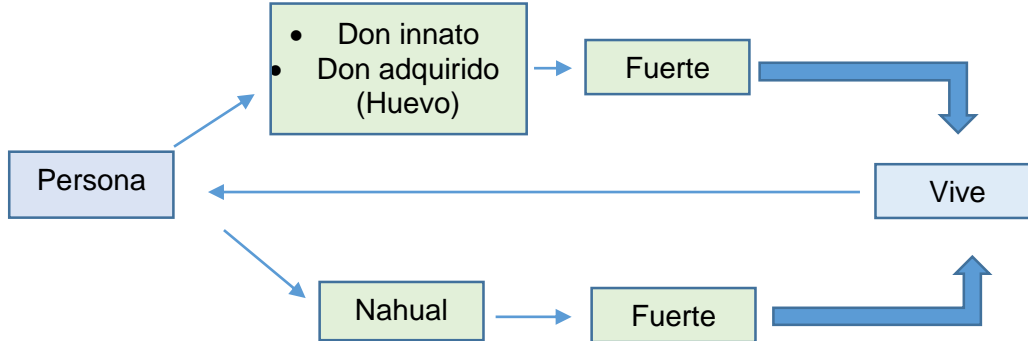 • Don innato
• Don adquirido
(Huevo)
Fuerte
Persona
Vive
Nahual
Fuerte